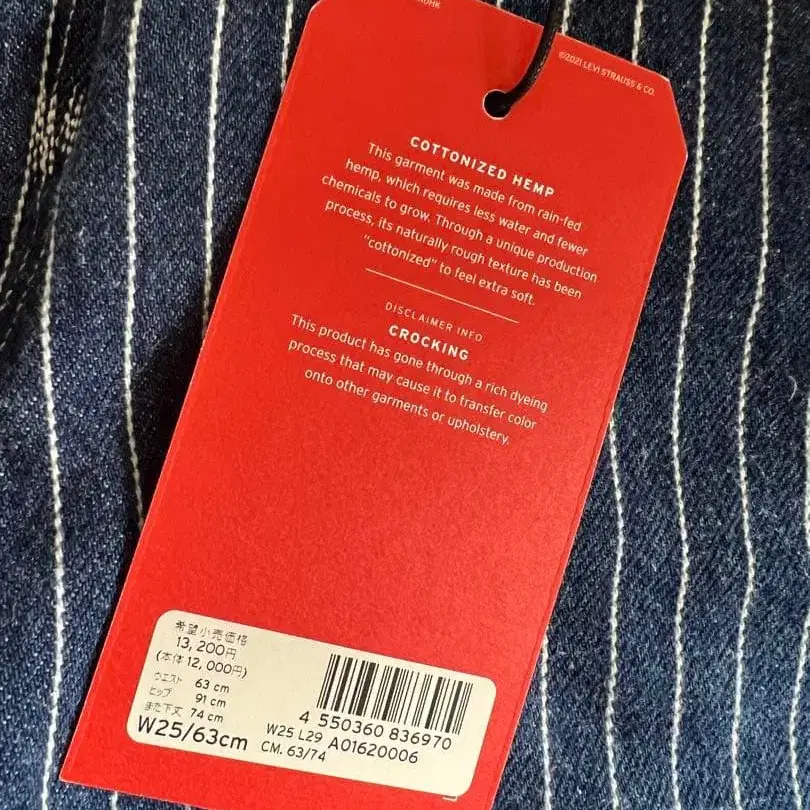 ©2021 LEVI STRAUSS & CO.
COTTONIZED HEMP
This garment was made from rain-fed
hemp, which requires less water and fewer
chemicals to grow. Through a unique production
process, its naturally rough texture has been
"cottonized" to feel extra soft.
DISCLAIMER INFO
CROCKING
This product has gone through a rich dyeing
process that may cause it to transfer color
onto other garments or upholstery.
希望小売価格
13,200円
(本体12,000円)
ウエスト 63 cm
ヒップ 91 cm
また下丈 74 cm
W25/63cm
4 550360 836970
W25 L29 A01620006
CM. 63/74